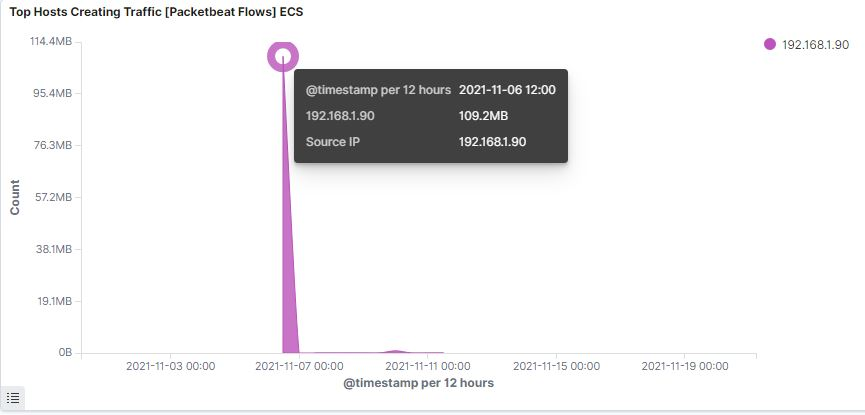 Top Hosts Creating Traffic [Packetbeat Flows] ECS
114.4MB
95.4MB
76.3MB
57.2MB
38.1MB
19.1MB
0B
Count
192.168.1.90
@timestamp per 12 hours 2021-11-06 12:00
192.168.1.90 109.2MB
Source IP 192.168.1.90
2021-11-03 00:00 2021-11-07 00:00 2021-11-11 00:00 2021-11-15 00:00 2021-11-19 00:00
@timestamp per 12 hours